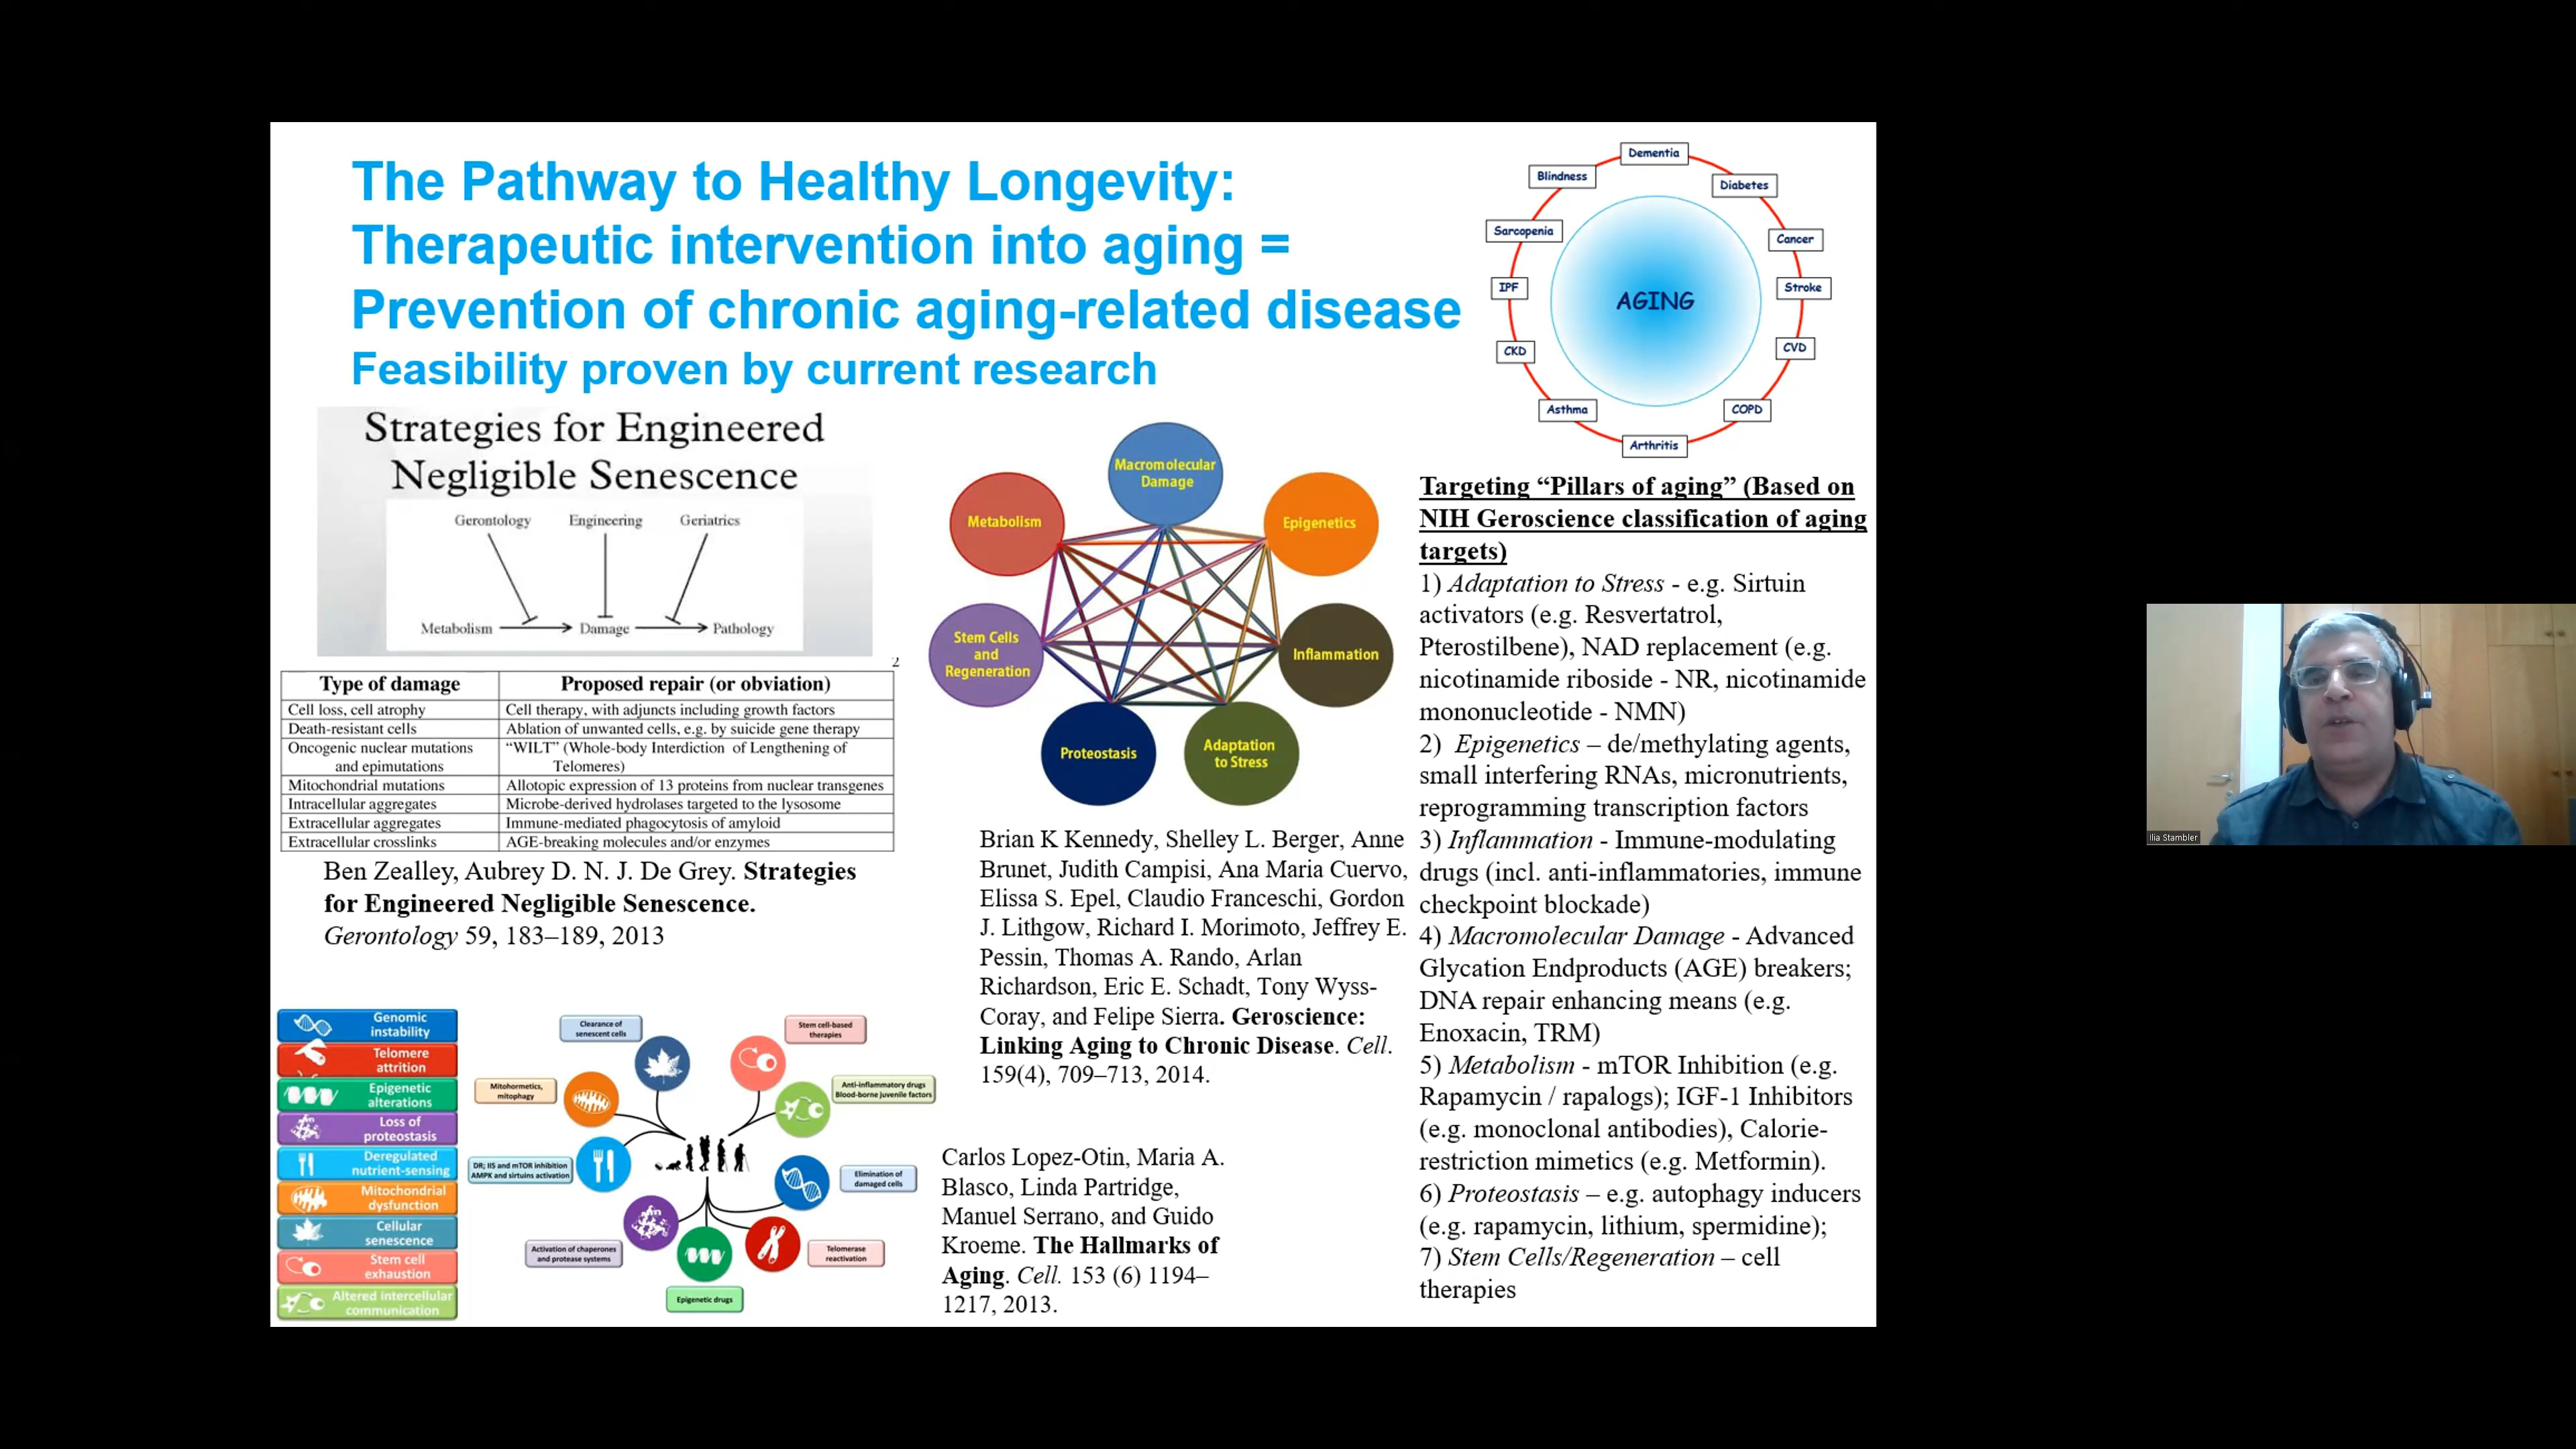 The Pathway to Healthy Longevity:
Therapeutic intervention into aging =
Prevention of chronic aging-related disease
Feasibility proven by current research
Dementia
Blindness
Diabetes
Sarcopenia
Cancer
IPF
AGING
Stroke
CKD
CVD
Asthma
COPD
Arthritis
Strategies for Engineered
Negligible Senescence
Gerontology Engineering Geriatrics
Metabolism Damage Pathology
2
Type of damage Proposed repair (or obviation)
Cell loss, cell atrophy Cell therapy, with adjuncts including growth factors
Death-resistant cells Ablation of unwanted cells, e.g. by suicide gene therapy
Oncogenic nuclear mutations "WILT" (Whole-body Interdiction of Lengthening of
and epimutations Telomeres)
Mitochondrial mutations Allotopic expression of 13 proteins from nuclear transgenes
Intracellular aggregates Microbe-derived hydrolases targeted to the lysosome
Extracellular aggregates Immune-mediated phagocytosis of amyloid
Extracellular crosslinks AGE-breaking molecules and/or enzymes
Ben Zealley, Aubrey D. N. J. De Grey. Strategies
for Engineered Negligible Senescence.
Gerontology 59, 183–189, 2013
Macromolecular
Damage
Metabolism
Epigenetics
Stem Cells
and
Regeneration
Inflammation
Proteostasis
Adaptation
to Stress
Brian K Kennedy, Shelley L. Berger, Anne
Brunet, Judith Campisi, Ana Maria Cuervo,
Elissa S. Epel, Claudio Franceschi, Gordon
J. Lithgow, Richard I. Morimoto, Jeffrey E.
Pessin, Thomas A. Rando, Arlan
Richardson, Eric E. Schadt, Tony Wyss-
Coray, and Felipe Sierra. Geroscience:
Linking Aging to Chronic Disease. Cell.
159(4), 709–713, 2014.
Targeting “Pillars of aging” (Based on
NIH Geroscience classification of aging
targets)
1) Adaptation to Stress - e.g. Sirtuin
activators (e.g. Resvertatrol,
Pterostilbene), NAD replacement (e.g.
nicotinamide riboside - NR, nicotinamide
mononucleotide - NMN)
2) Epigenetics – de/methylating agents,
small interfering RNAs, micronutrients,
reprogramming transcription factors
3) Inflammation - Immune-modulating
drugs (incl. anti-inflammatories, immune
checkpoint blockade)
4) Macromolecular Damage - Advanced
Glycation Endproducts (AGE) breakers;
DNA repair enhancing means (e.g.
Enoxacin, TRM)
5) Metabolism - mTOR Inhibition (e.g.
Rapamycin / rapalogs); IGF-1 Inhibitors
(e.g. monoclonal antibodies), Calorie-
restriction mimetics (e.g. Metformin).
6) Proteostasis – e.g. autophagy inducers
(e.g. rapamycin, lithium, spermidine);
7) Stem Cells/Regeneration – cell
therapies
Genomic
instability
Telomere
attrition
Epigenetic
alterations
Loss of
proteostasis
Deregulated
nutrient-sensing
Mitochondrial
dysfunction
Cellular
senescence
Stem cell
exhaustion
Altered intercellular
communication
Clearance of
senescent cells
Stem cell-based
therapies
Mitohormetics,
mitophagy
Anti-inflammatory drugs
Blood-borne juvenile factors
DR; IIS and mTOR inhibition
AMPK and sirtuins activation
Elimination of
damaged cells
Activation of chaperones
and protease systems
Telomerase
reactivation
Epigenetic drugs
Carlos Lopez-Otin, Maria A.
Blasco, Linda Partridge,
Manuel Serrano, and Guido
Kroeme. The Hallmarks of
Aging. Cell. 153 (6) 1194–
1217, 2013.
Ilia Stambler